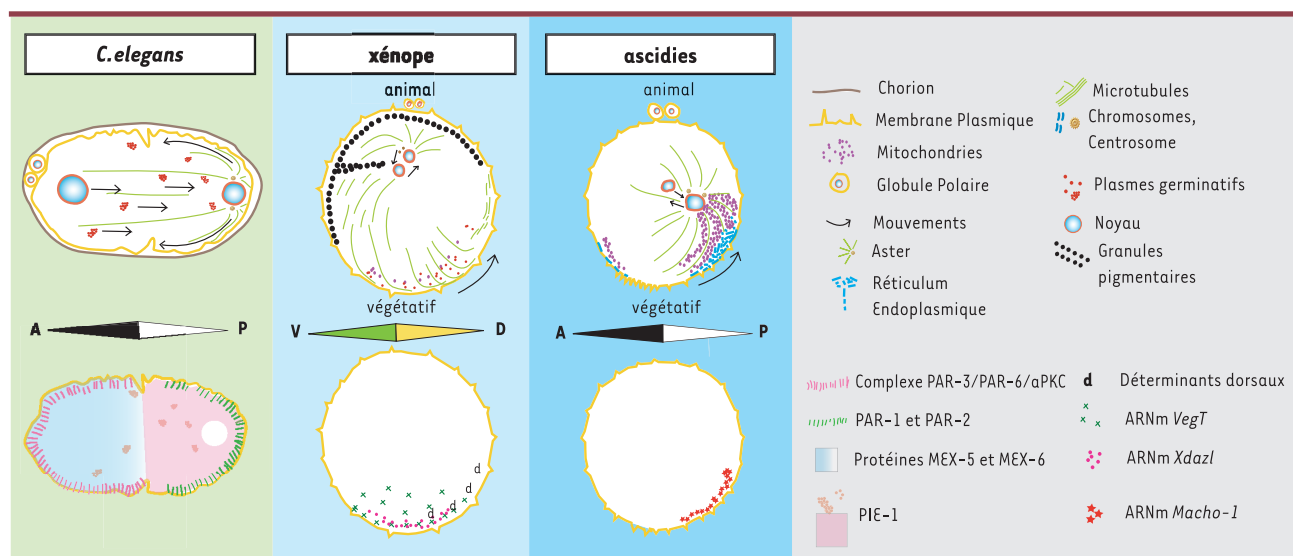 C.elegans
xénope
ascidies
animal
animal
végétatif
végétatif
A
P
V
D
A
P
d
d
d
d
Chorion
Membrane Plasmique
Mitochondries
Globule Polaire
Mouvements
Aster
Réticulum
Endoplasmique
Microtubules
Chromosomes,
Centrosome
Plasmes germinatifs
Noyau
Granules
pigmentaires
Complexe PAR-3/PAR-6/aPKC
PAR-1 et PAR-2
Protéines MEX-5 et MEX-6
PIE-1
d Déterminants dorsaux
ARNm VegT
ARNm Xdazl
ARNm Macho-1